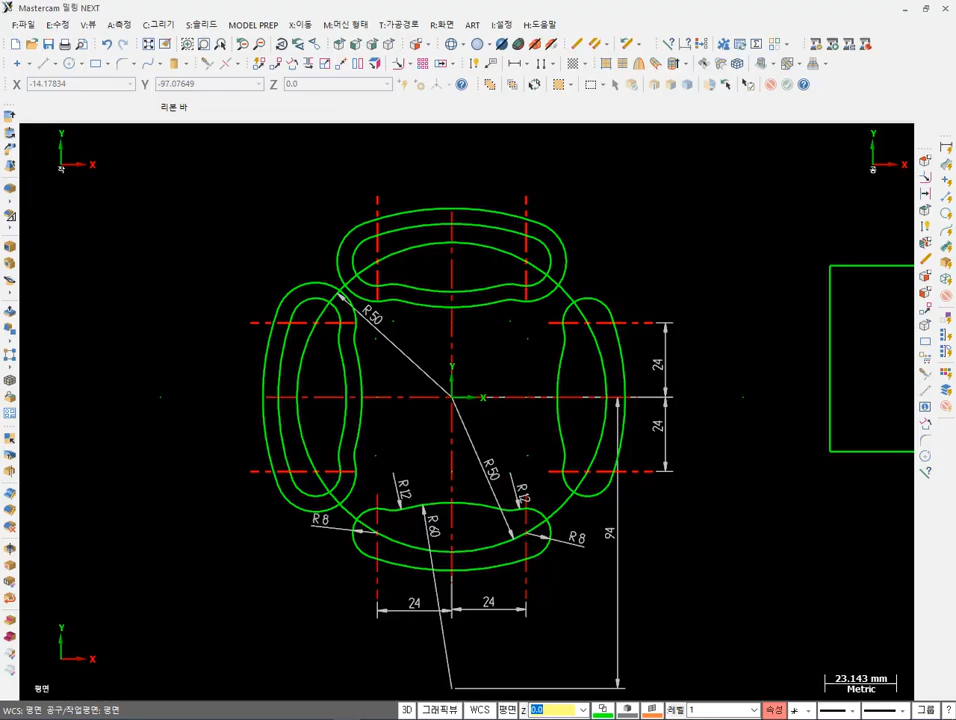 Mastercam 밀링 NEXT
F:파일 E:수정 V:뷰 A:측정 C:그리기 S:솔리드 MODEL PREP X:이동 M:머신 형태 T:가공경로 R:화면 ART I:설정 H:도움말
X -14.17834 Y -97.07649 Z 0.0
리본 바
Y Y
X X
R50
24
Y
X
24
R50
R12 R12
R60
R8 R8
94
24 24
Y
X
평면
23.143 mm
Metric
WCS: 평면 공구/작업평면: 평면 3D 그래픽뷰 WCS 평면 Z 0.0 레벨 1 속성 그룹 ?